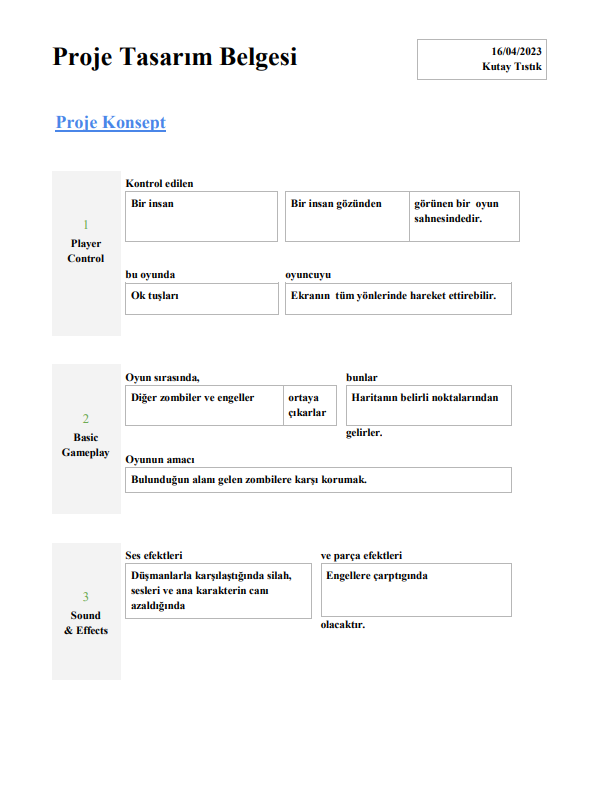 Proje Tasarım Belgesi
16/04/2023
Kutay Tıstık
Proje Konsept
1
Player
Control
Kontrol edilen
Bir insan
Bir insan gözünden
görünen bir oyun
sahnesindedir.
bu oyunda
Ok tuşları
oyuncuyu
Ekranın tüm yönlerinde hareket ettirebilir.
2
Basic
Gameplay
Oyun sırasında,
Diğer zombiler ve engeller
ortaya
çıkarlar
bunlar
Haritanın belirli noktalarından
gelirler.
Oyunun amacı
Bulunduğun alanı gelen zombilere karşı korumak.
3
Sound
& Effects
Ses efektleri
Düşmanlarla karşılaştığında silah,
sesleri ve ana karakterin canı
azaldığında
ve parça efektleri
Engellere çarptıgında
olacaktır.